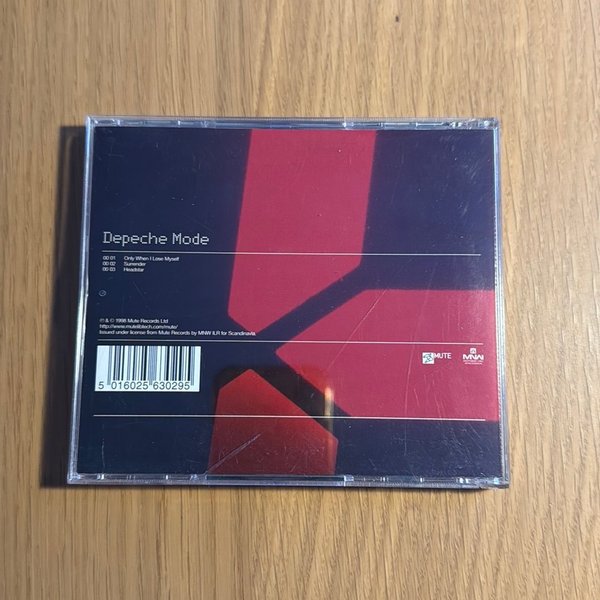 Depeche Mode
00:01 Only When I Lose Myself
00:02 Surrender
00:03 Headstar
℗ & © 1998 Mute Records Ltd
http://www.mutelibtech.com/mute/
Issued under license from Mute Records by MNW ILR for Scandinavia.
MUTE
MNW
5 016025 630295